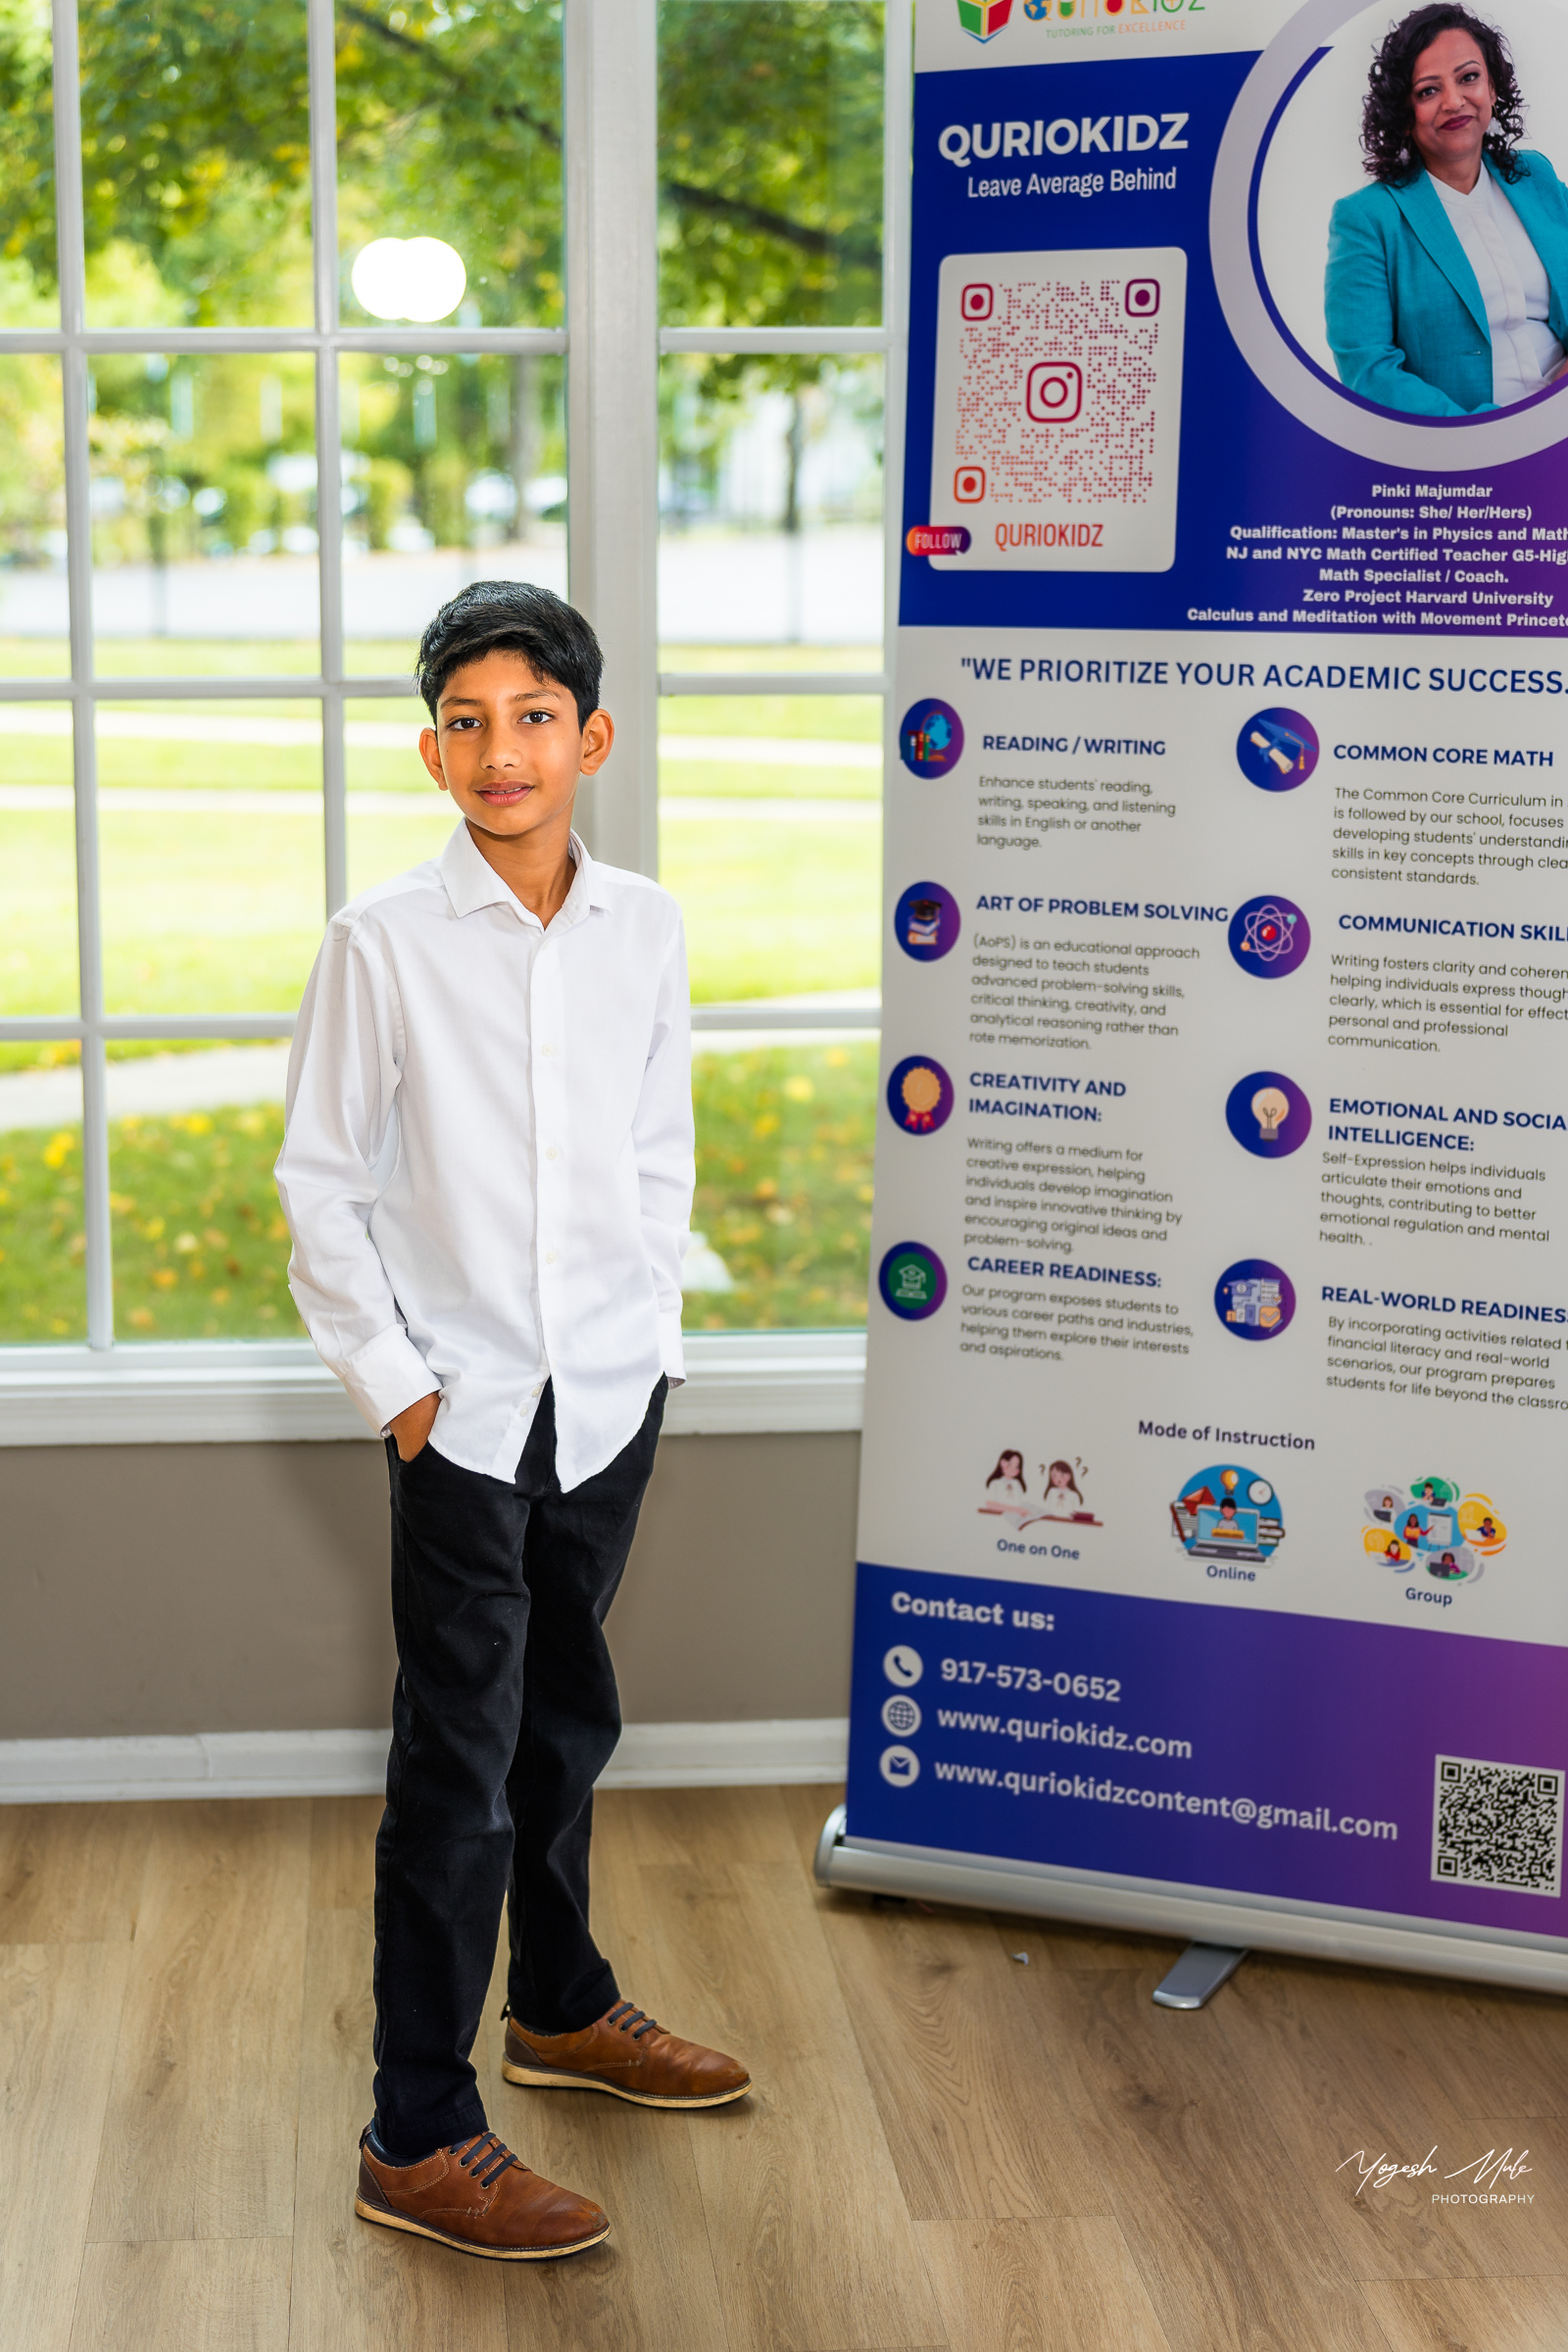 QURIOKIDZ
TUTORING FOR EXCELLENCE
QURIOKIDZ
Leave Average Behind
FOLLOW
QURIOKIDZ
Pinki Majumdar
(Pronouns: She/ Her/Hers)
Qualification: Master's in Physics and Math
NJ and NYC Math Certified Teacher G5-Hig
Math Specialist / Coach.
Zero Project Harvard University
Calculus and Meditation with Movement Princet
"WE PRIORITIZE YOUR ACADEMIC SUCCESS.
READING / WRITING
Enhance students' reading,
writing, speaking, and listening
skills in English or another
language.
COMMON CORE MATH
The Common Core Curriculum in
is followed by our school, focuses
developing students' understandin
skills in key concepts through clea
consistent standards.
ART OF PROBLEM SOLVING
(AoPS) is an educational approach
designed to teach students
advanced problem-solving skills,
critical thinking, creativity, and
analytical reasoning rather than
rote memorization.
COMMUNICATION SKIL
Writing fosters clarity and coheren
helping individuals express though
clearly, which is essential for effect
personal and professional
communication.
CREATIVITY AND
IMAGINATION:
Writing offers a medium for
creative expression, helping
individuals develop imagination
and inspire innovative thinking by
encouraging original ideas and
problem-solving.
EMOTIONAL AND SOCIA
INTELLIGENCE:
Self-Expression helps individuals
articulate their emotions and
thoughts, contributing to better
emotional regulation and mental
health. .
CAREER READINESS:
Our program exposes students to
various career paths and industries,
helping them explore their interests
and aspirations.
REAL-WORLD READINES
By incorporating activities related
financial literacy and real-world
scenarios, our program prepares
students for life beyond the classro
Mode of Instruction
One on One
Online
Group
Contact us:
917-573-0652
www.quriokidz.com
www.quriokidzcontent@gmail.com
Yogesh Mule
PHOTOGRAPHY